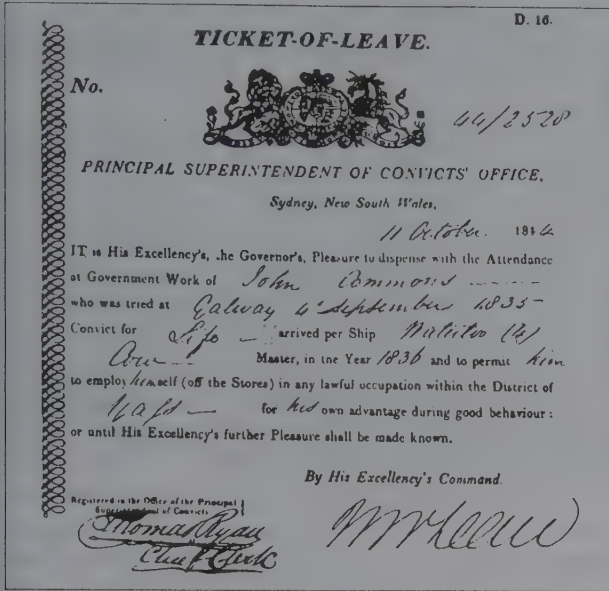 D. 16.
TICKET-OF-LEAVE.
No.
44/2528
PRINCIPAL SUPERINTENDENT OF CONVICTS' OFFICE,
Sydney, New South Wales,
11 October 1844
IT is His Excellency's, the Governor's, Pleasure to dispense with the Attendance
at Government Work of John Commons
who was tried at Galway 4 September 1835
Convict for Life arrived per Ship (4)
Master, in the Year 1836 and to permit him
to employ himself (off the Stores) in any lawful occupation within the District of
Yass for his own advantage during good behaviour:
or until His Excellency's further Pleasure shall be made known.
By His Excellency's Command.
Registered in the Office of the Principal
Superintendent of Convicts
Thomas Ryan
Chief Clerk